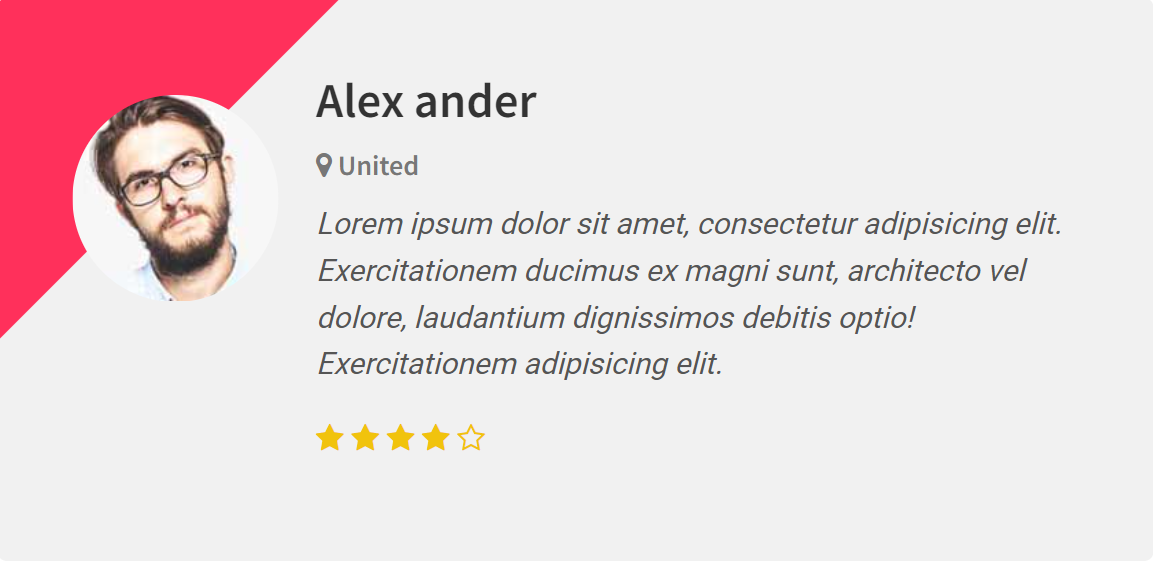 Alex ander
United
Lorem ipsum dolor sit amet, consectetur adipisicing elit.
Exercitationem ducimus ex magni sunt, architecto vel
dolore, laudantium dignissimos debitis optio!
Exercitationem adipisicing elit.